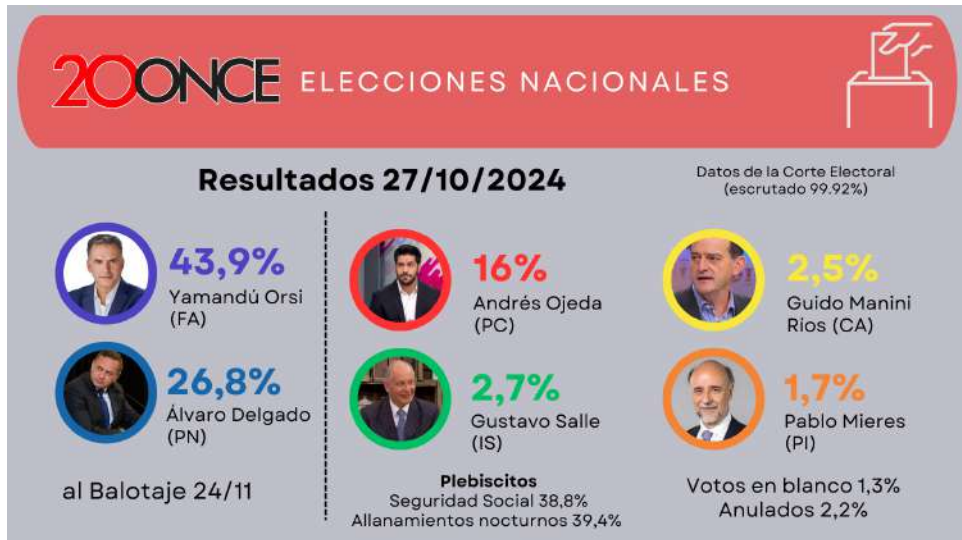 20ONCE ELECCIONES NACIONALES
Resultados 27/10/2024
Datos de la Corte Electoral
(escrutado 99.92%)
43,9%
Yamandú Orsi
(FA)
26,8%
Álvaro Delgado
(PN)
al Balotaje 24/11
16%
Andrés Ojeda
(PC)
2,7%
Gustavo Salle
(IS)
Plebiscitos
Seguridad Social 38,8%
Allanamientos nocturnos 39,4%
2,5%
Guido Manini
Ríos (CA)
1,7%
Pablo Mieres
(PI)
Votos en blanco 1,3%
Anulados 2,2%